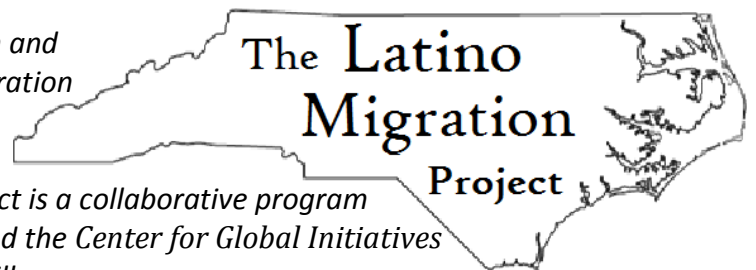 and
The Latino
ration
Migration
Project
ct is a collaborative program
d the Center for Global Initiatives